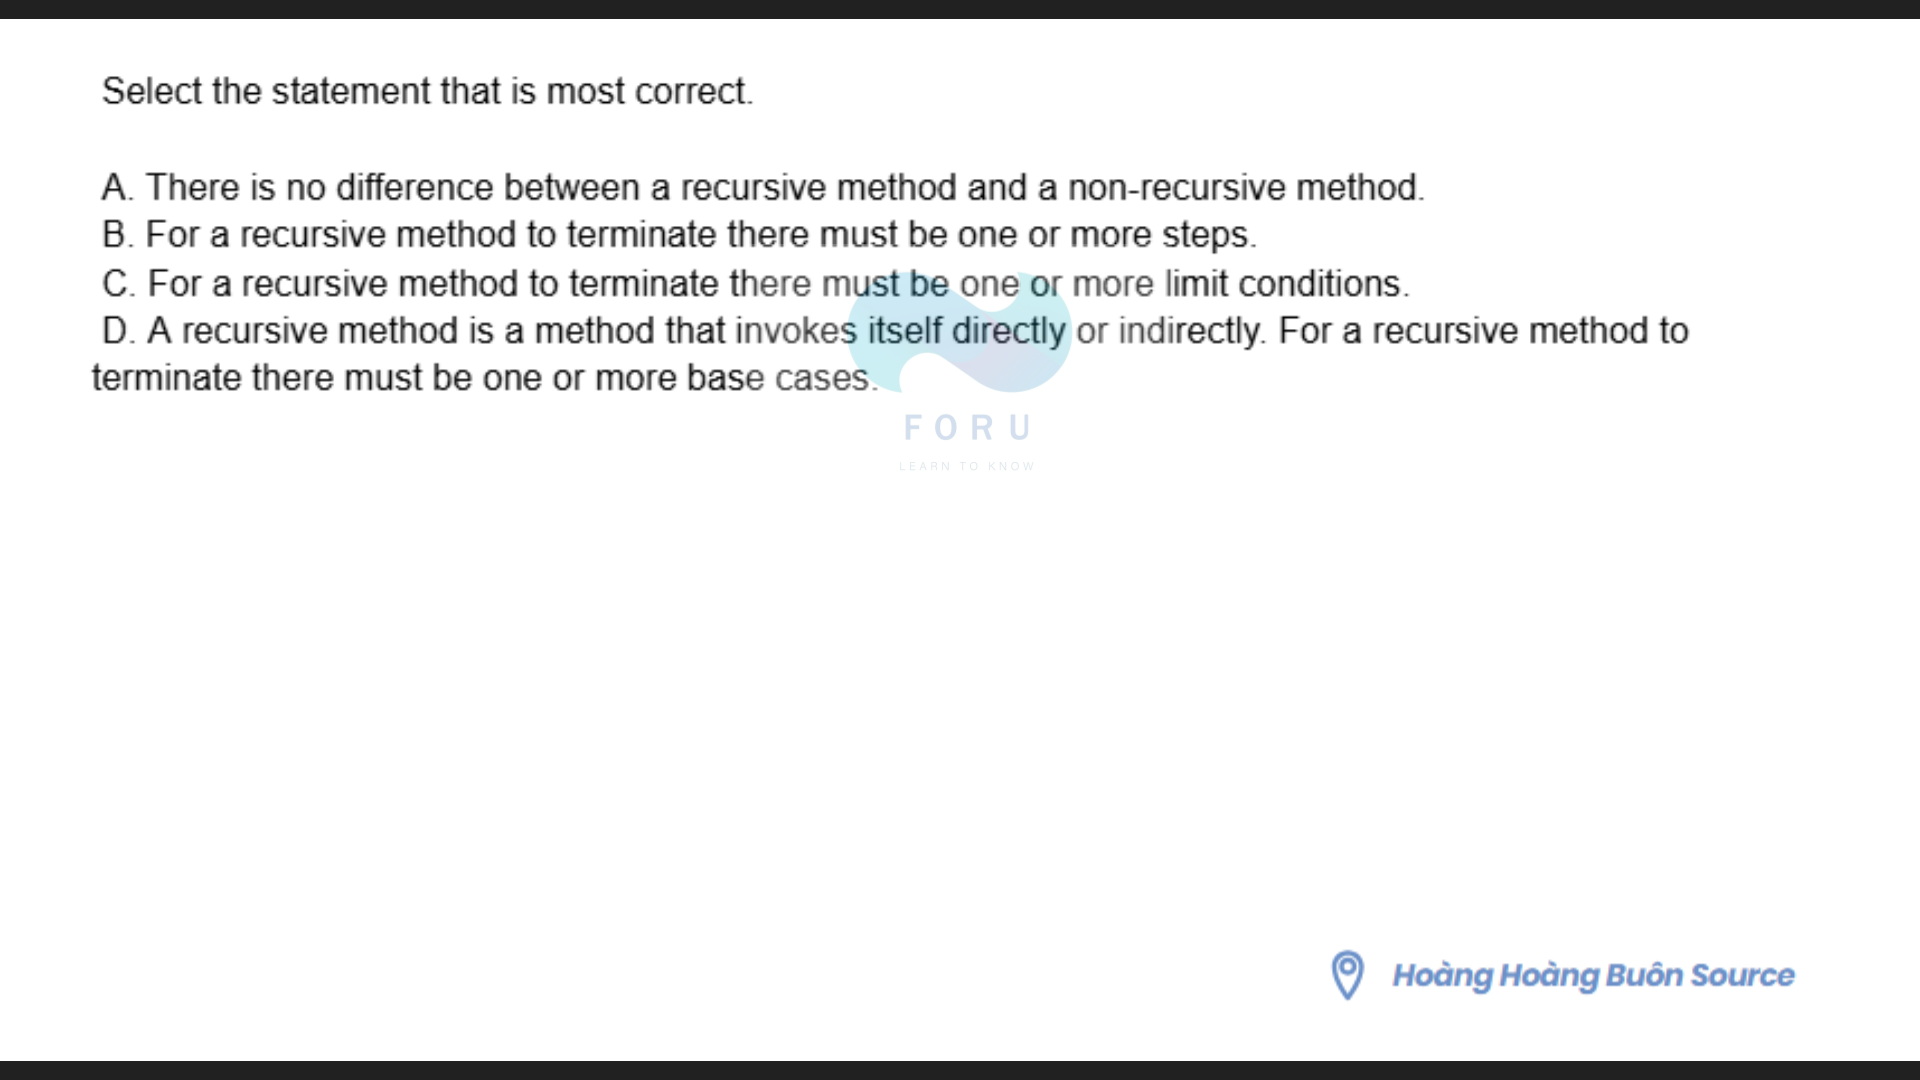 Select the statement that is most correct.
A. There is no difference between a recursive method and a non-recursive method.
B. For a recursive method to terminate there must be one or more steps.
C. For a recursive method to terminate there must be one or more limit conditions.
D. A recursive method is a method that invokes itself directly or indirectly. For a recursive method to
terminate there must be one or more base cases.
FORU
LEARN TO KNOW
Hoàng Hoàng Buôn Source